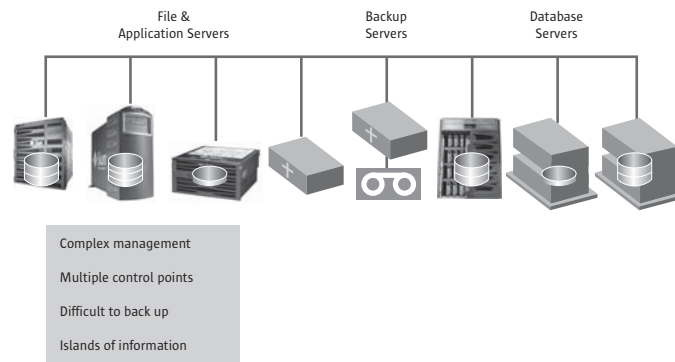 File &
Application Servers
Backup
Servers
Database
Servers
Complex management
Multiple control points
Difficult to back up
Islands of information